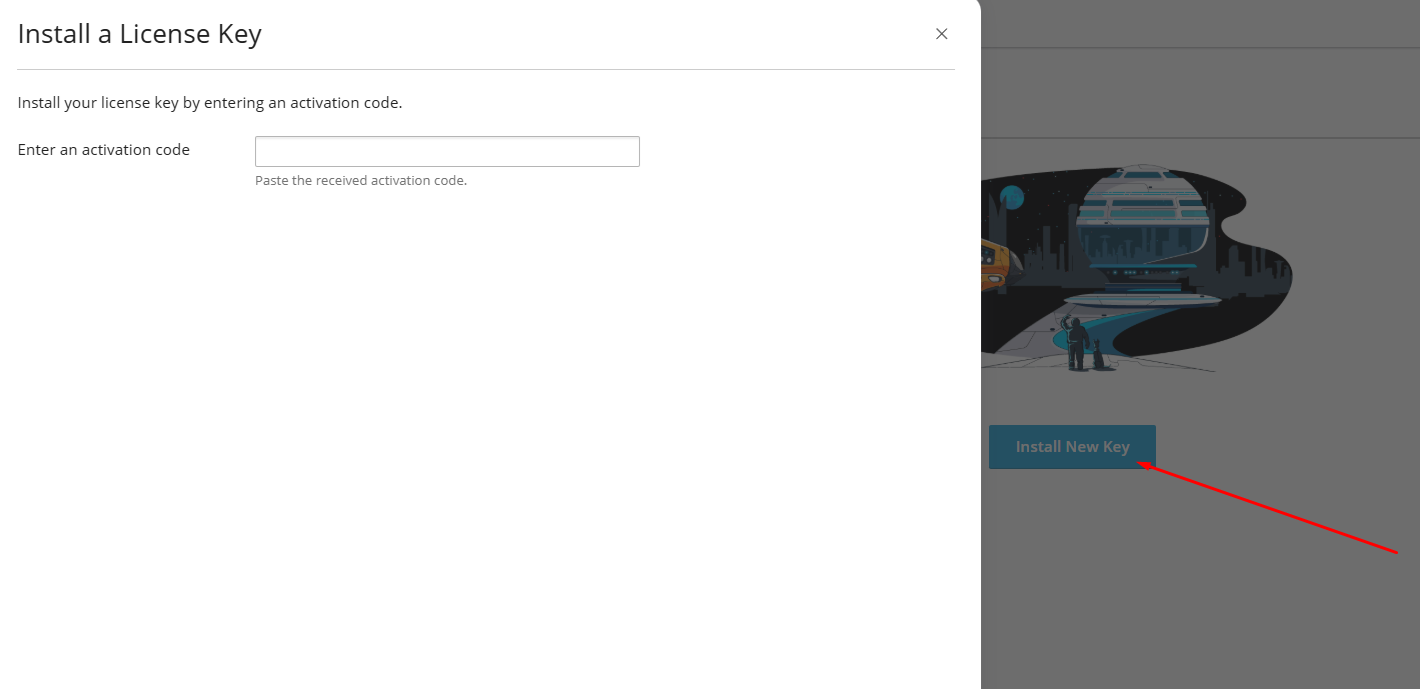 Install a License Key
Install your license key by entering an activation code.
Enter an activation code
Paste the received activation code.
Install New Key